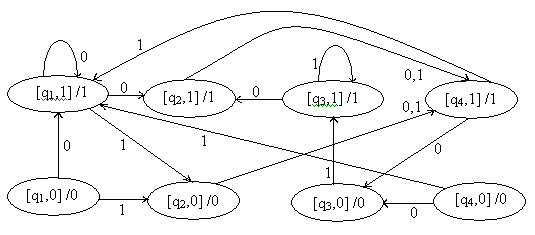 1
0
1
0,1
[q₁,1] /1
0
[q₂,1] /1
0
[q₃,1] /1
[q₄,1] /1
0,1
0
1
1
0
1
[q₁,0] /0
1
[q₂,0] /0
[q₃,0] /0
0
[q₄,0] /0